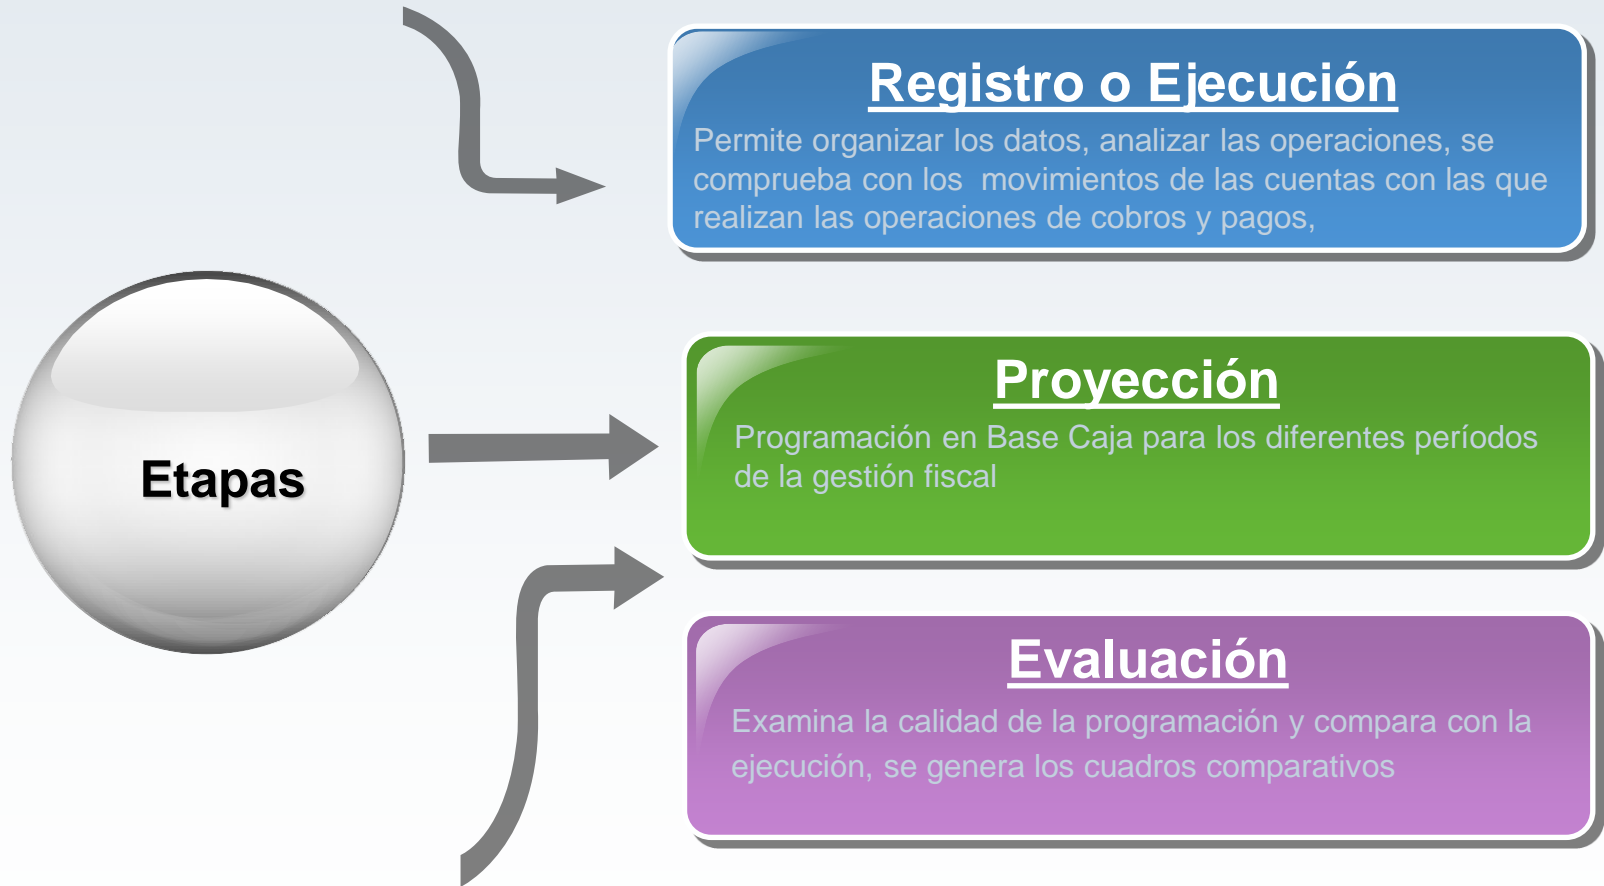 Registro o Ejecución
Permite organizar los datos, analizar las operaciones, se
comprueba con los  movimientos de las cuentas con las que
realizan las operaciones de cobros y pagos,
Etapas
Proyección
Programación en Base Caja para los diferentes períodos
de la gestión fiscal
Evaluación
Examina la calidad de la programación y compara con la
ejecución, se genera los cuadros comparativos